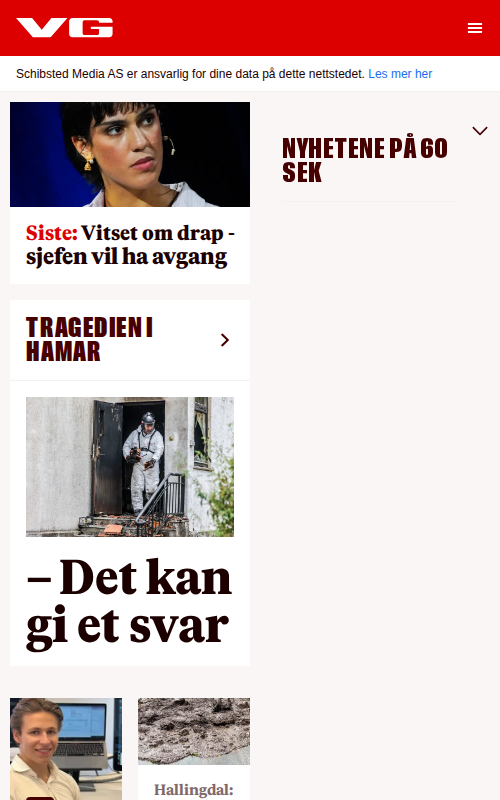 VG
Schibsted Media AS er ansvarlig for dine data på dette nettstedet. Les mer her
Siste: Vitset om drap -
sjefen vil ha avgang
TRAGEDIEN I
HAMAR
– Det kan
gi et svar
Hallingdal:
NYHETENE PÅ 60
SEK